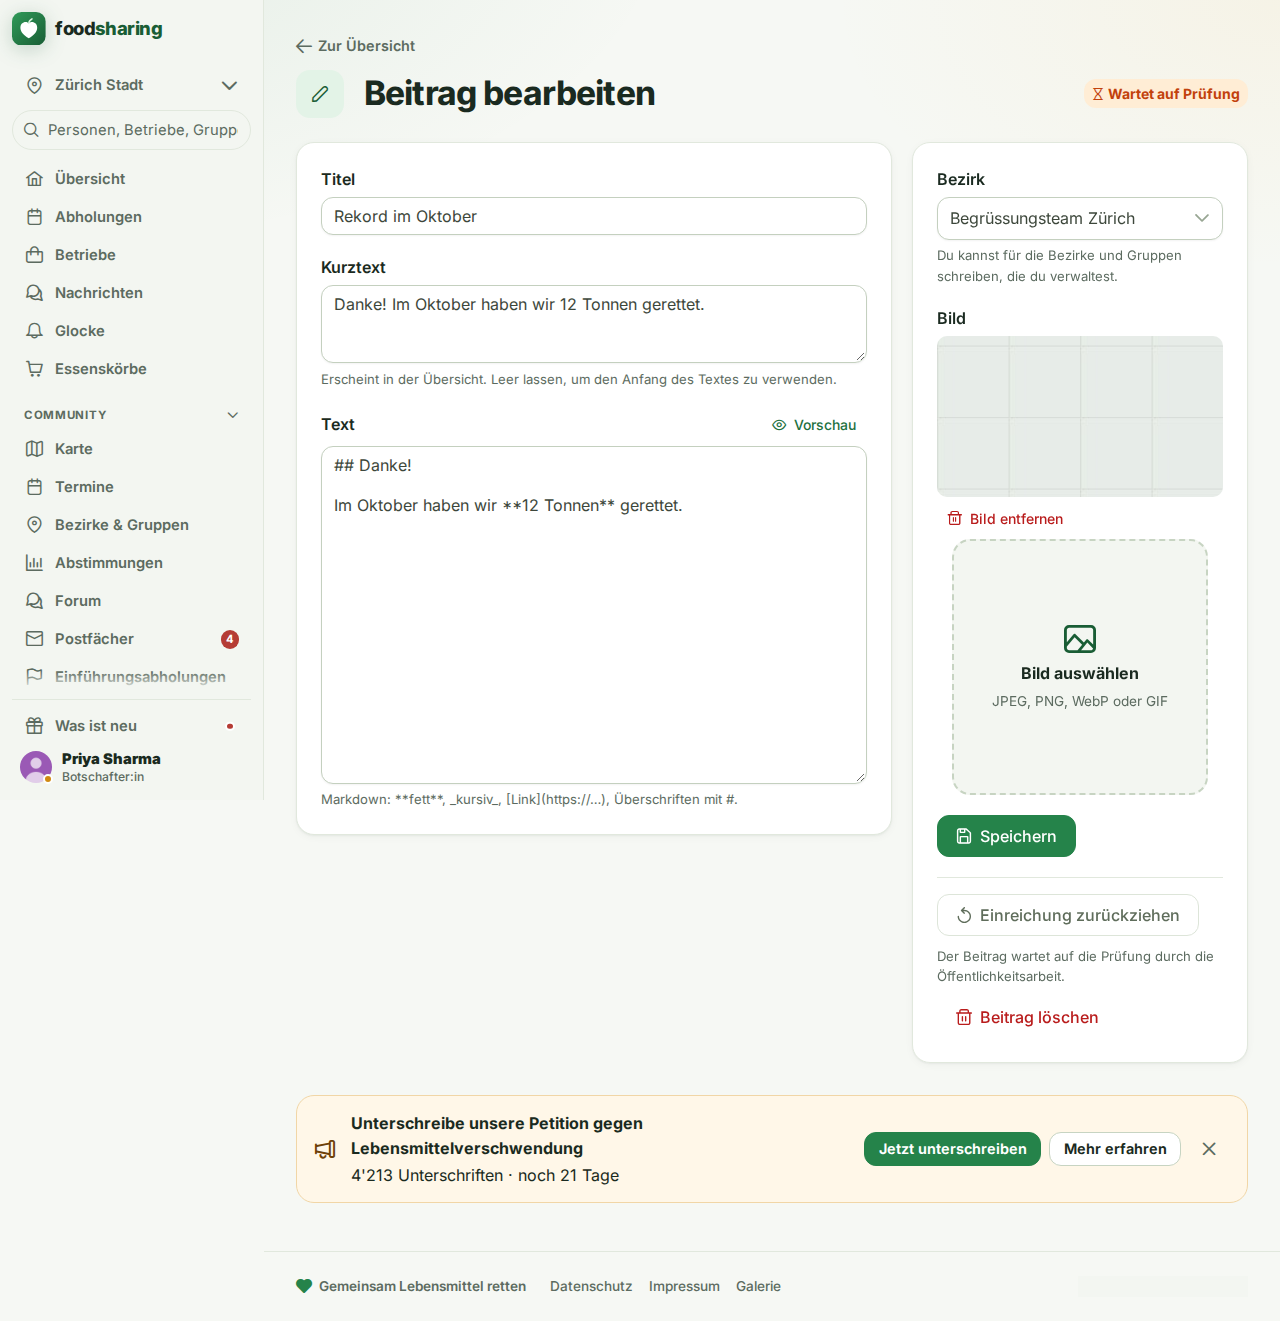 foodsharing
Zürich Stadt
Personen, Betriebe, Grupp
Übersicht
Abholungen
Betriebe
Nachrichten
Glocke
Essenskörbe
COMMUNITY
Karte
Termine
Bezirke & Gruppen
Abstimmungen
Forum
Postfächer
4
Einführungsabholungen
Was ist neu
Priya Sharma
Botschafter:in
Zur Übersicht
Beitrag bearbeiten
Wartet auf Prüfung
Titel
Rekord im Oktober
Kurztext
Danke! Im Oktober haben wir 12 Tonnen gerettet.
Erscheint in der Übersicht. Leer lassen, um den Anfang des Textes zu verwenden.
Text
Vorschau
## Danke!
Im Oktober haben wir **12 Tonnen** gerettet.
Markdown: **fett**, _kursiv_, [Link](https://…), Überschriften mit #.
Bezirk
Begrüssungsteam Zürich
Du kannst für die Bezirke und Gruppen
schreiben, die du verwaltest.
Bild
Bild entfernen
Bild auswählen
JPEG, PNG, WebP oder GIF
Speichern
Einreichung zurückziehen
Der Beitrag wartet auf die Prüfung durch die
Öffentlichkeitsarbeit.
Beitrag löschen
Unterschreibe unsere Petition gegen
Lebensmittelverschwendung
4'213 Unterschriften · noch 21 Tage
Jetzt unterschreiben
Mehr erfahren
Gemeinsam Lebensmittel retten
Datenschutz
Impressum
Galerie